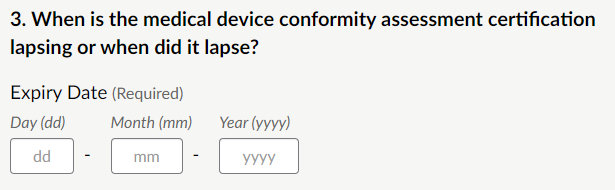 3. When is the medical device conformity assessment certification
lapsing or when did it lapse?
Expiry Date (Required)
Day (dd) Month (mm) Year (yyyy)
dd - mm - yyyy